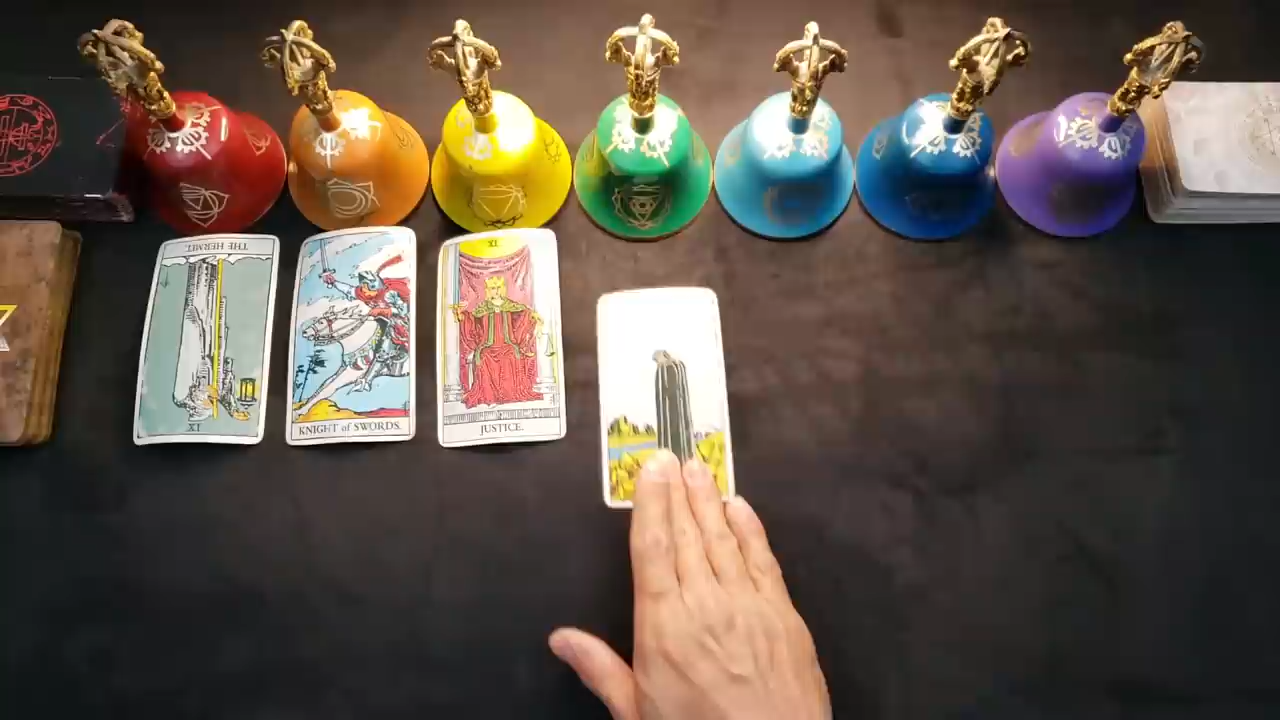 THE HERMIT.
IX
KNIGHT of SWORDS.
XI
JUSTICE.